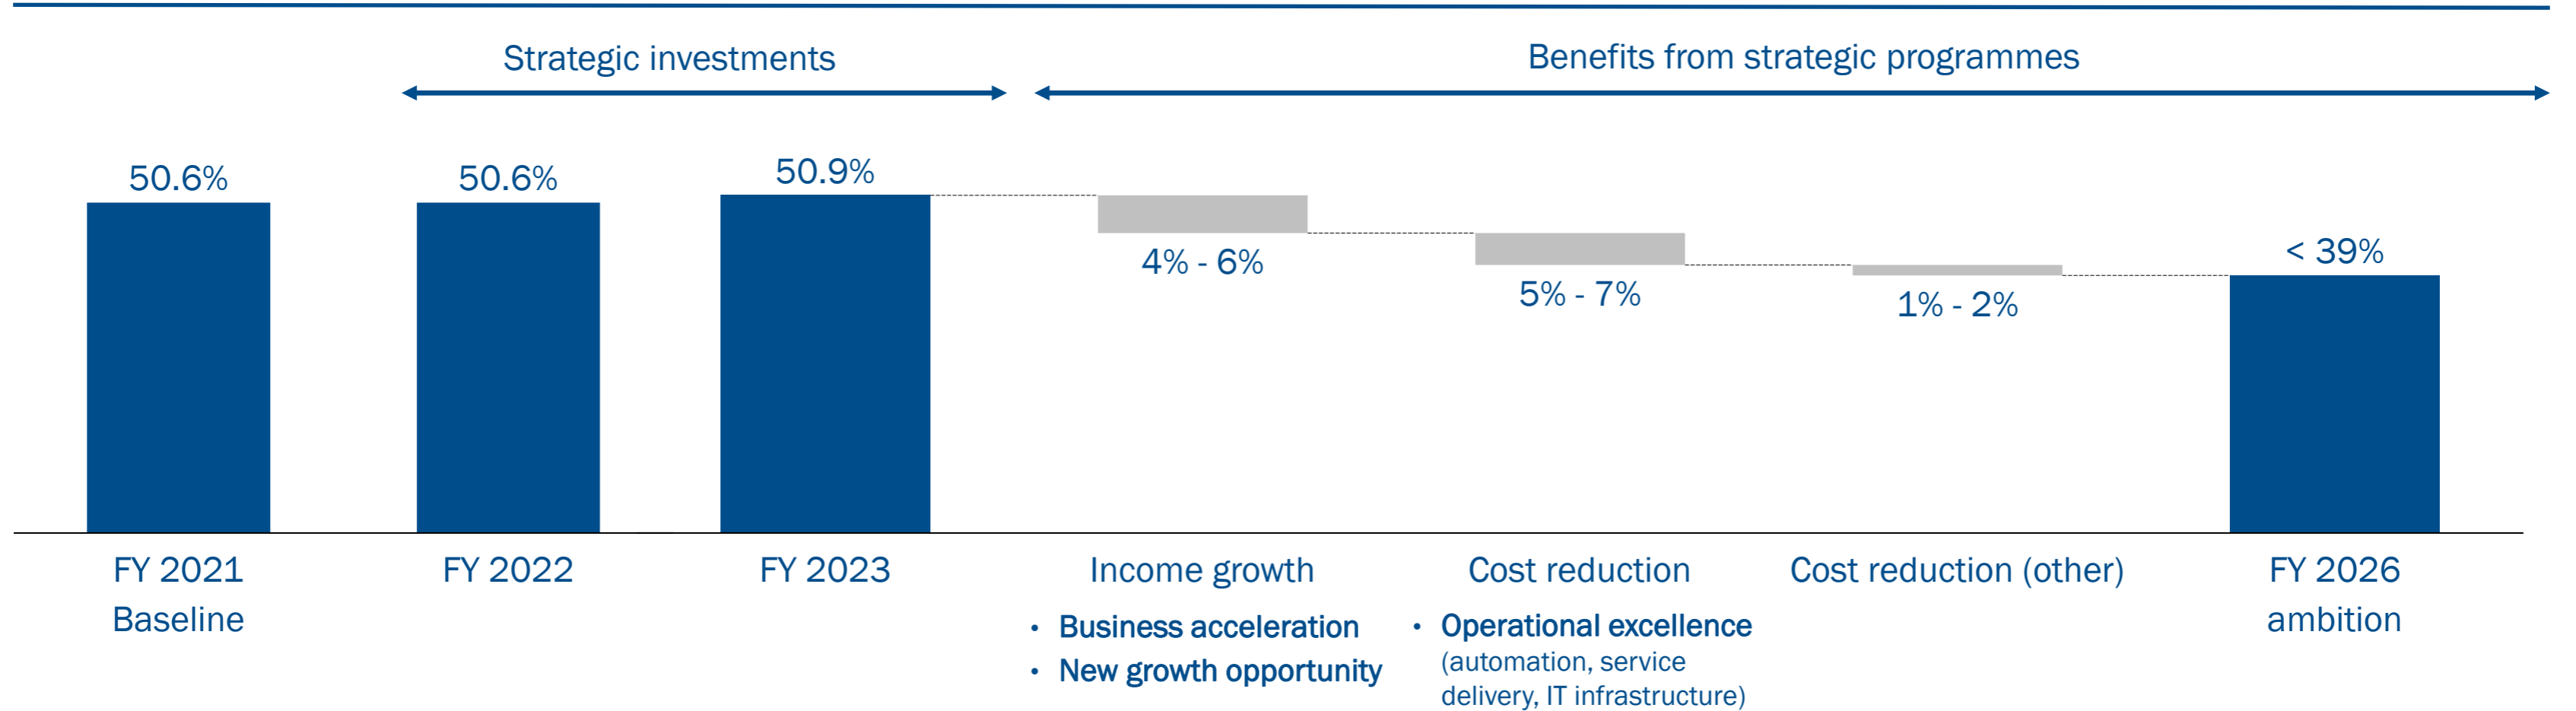 Strategic investments
Benefits from strategic programmes
50.6%
50.6%
50.9%
4% - 6%
5% - 7%
1% - 2%
< 39%
FY 2021
Baseline
FY 2022
FY 2023
Income growth
• Business acceleration
• New growth opportunity
Cost reduction
• Operational excellence
(automation, service
delivery, IT infrastructure)
Cost reduction (other)
FY 2026
ambition